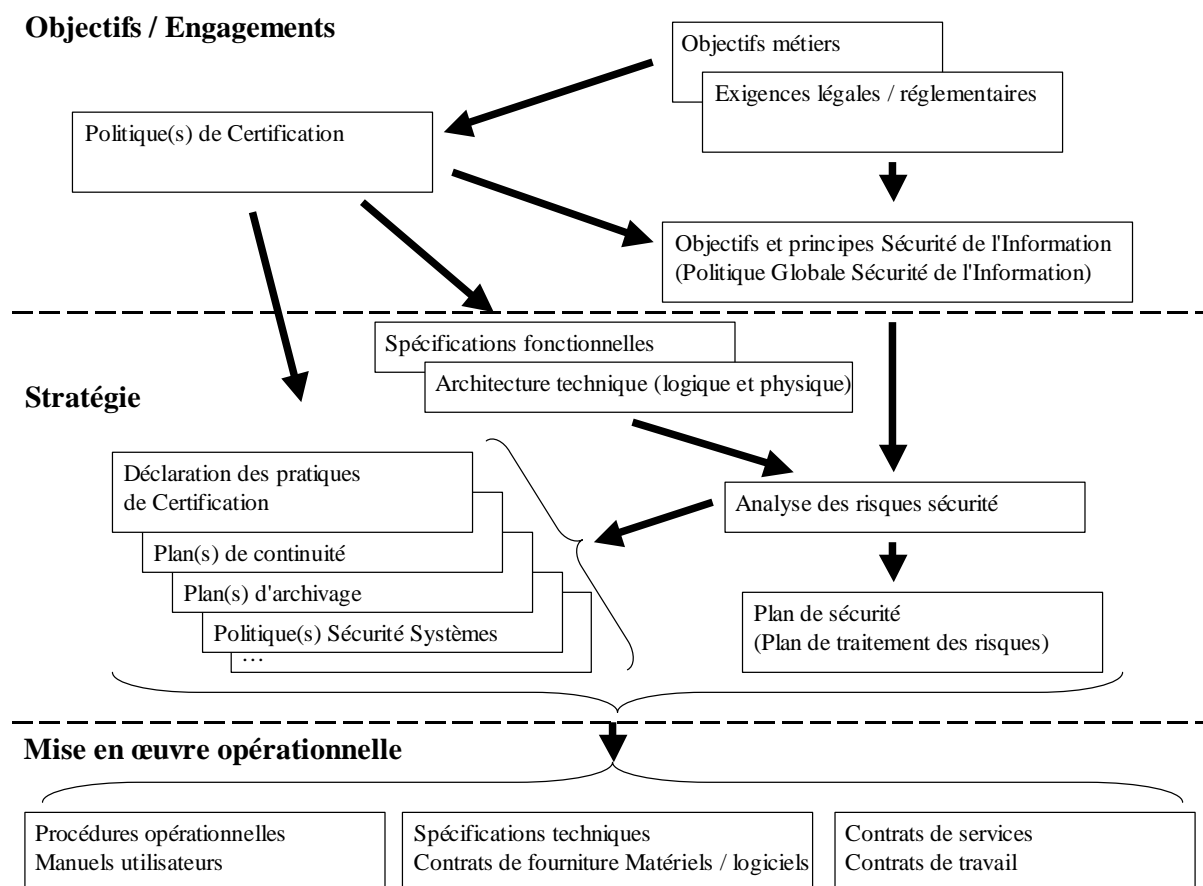 Objectifs / Engagements
Objectifs métiers
Exigences légales / réglementaires
Politique(s) de Certification
Objectifs et principes Sécurité de l'Information
(Politique Globale Sécurité de l'Information)
Spécifications fonctionnelles
Architecture technique (logique et physique)
Stratégie
Déclaration des pratiques
de Certification
Analyse des risques sécurité
Plan(s) de continuité
Plan(s) d'archivage
Politique(s) Sécurité Systèmes
…
Plan de sécurité
(Plan de traitement des risques)
Mise en œuvre opérationnelle
Procédures opérationnelles
Manuels utilisateurs
Spécifications techniques
Contrats de fourniture Matériels / logiciels
Contrats de services
Contrats de travail